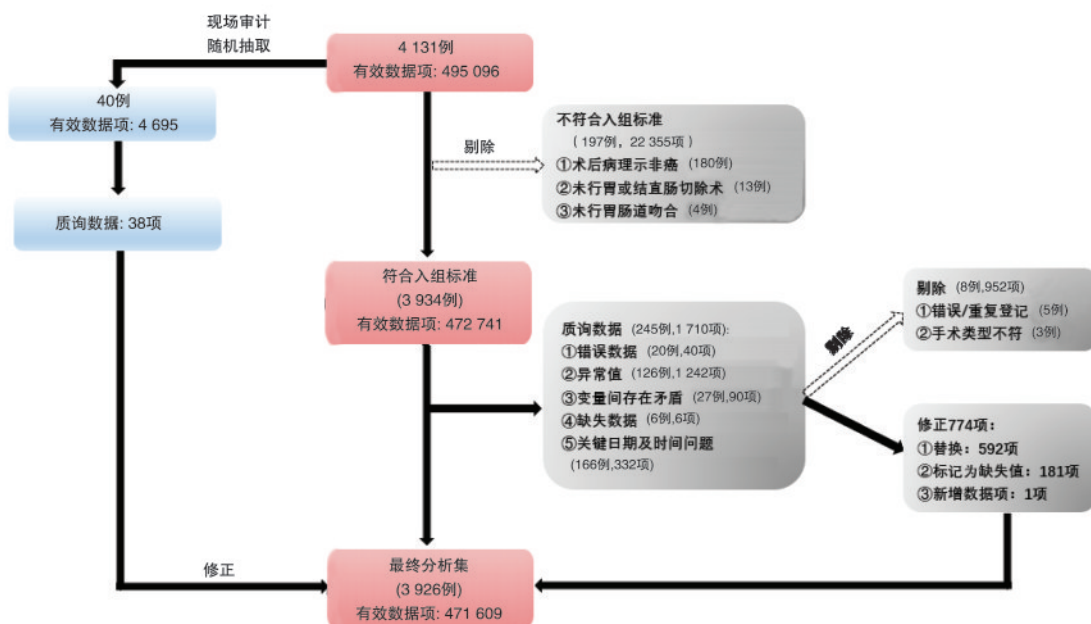 现场审计
随机抽取
4 131例
有效数据项: 495 096
40例
有效数据项: 4 695
质询数据: 38项
剔除
不符合入组标准
(197例, 22 355项)
①术后病理示非癌(180例)
②未行胃或结直肠切除术(13例)
③未行胃肠道吻合(4例)
符合入组标准
(3 934例)
有效数据项: 472 741
质询数据 (245例,1 710项):
①错误数据 (20例,40项)
②异常值 (126例,1 242项)
③变量间存在矛盾 (27例,90项)
④缺失数据 (6例,6项)
⑤关键日期及时间问题
(166例,332项)
剔除
剔除 (8例,952项)
①错误/重复登记 (5例)
②手术类型不符 (3例)
修正774项:
①替换: 592项
②标记为缺失值: 181项
③新增数据项: 1项
修正
最终分析集
(3 926例)
有效数据项: 471 609